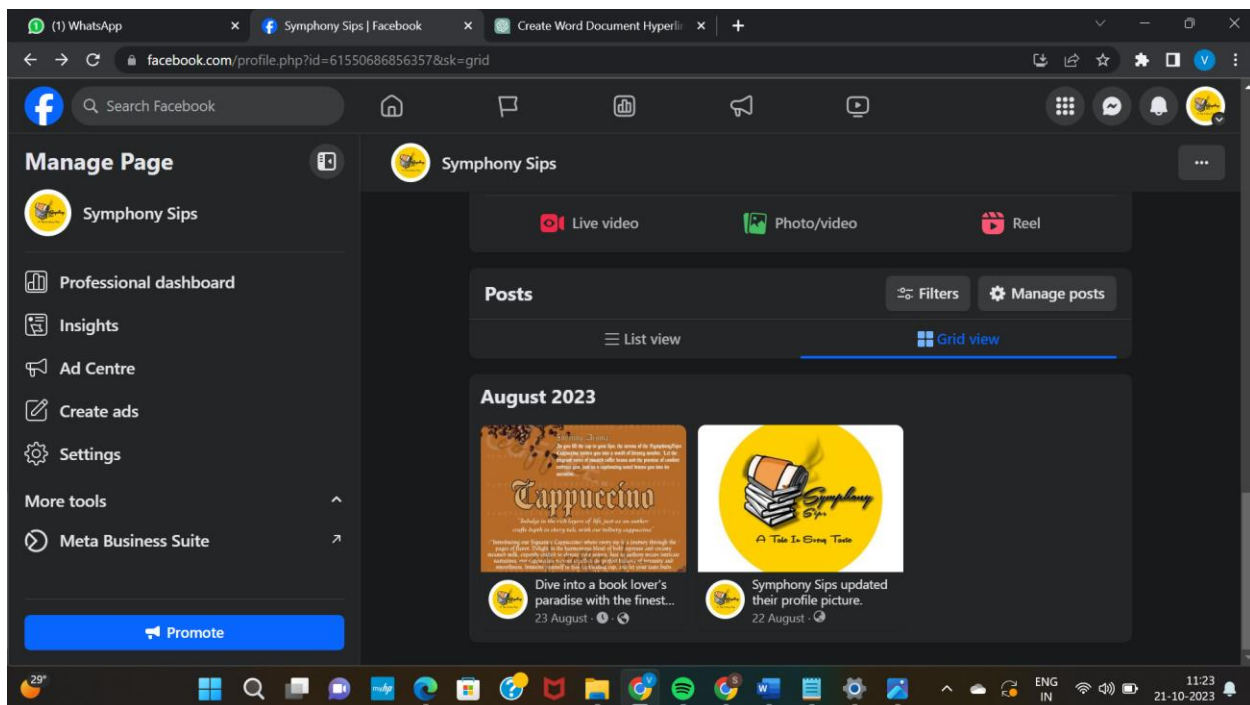 (1) WhatsApp
Symphony Sips | Facebook
Create Word Document Hyperlin
facebook.com/profile.php?id=61550686856357&sk=grid
V
Search Facebook
Manage Page
Symphony Sips
Symphony Sips
...
Live video
Photo/video
Reel
Professional dashboard
Insights
Ad Centre
Create ads
Settings
More tools
Meta Business Suite
Promote
Posts
Filters
Manage posts
List view
Grid view
August 2023
Cappuccino
Symphony
Sips
A Tale In Every Taste
Dive into a book lover's
paradise with the finest...
23 August ·
Symphony Sips updated
their profile picture.
22 August ·
29°
ENG
IN
11:23
21-10-2023